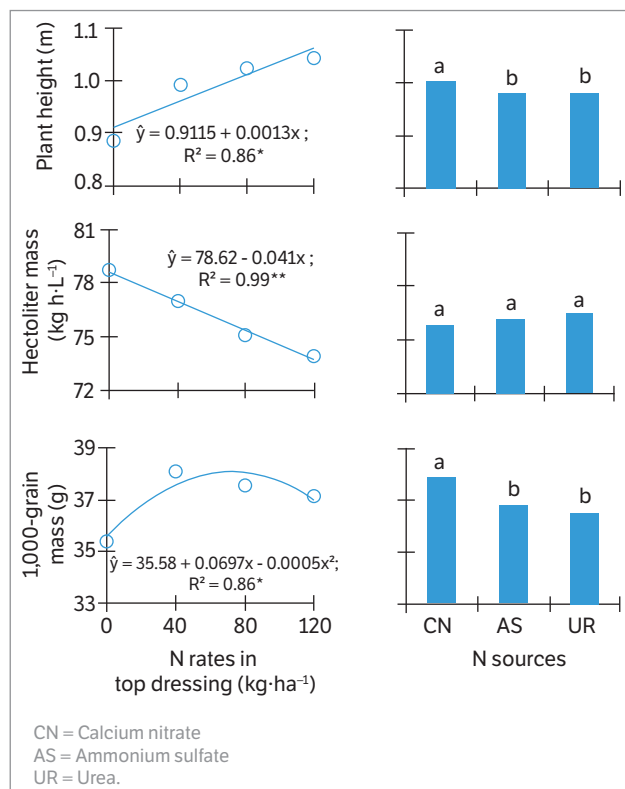 Plant height (m)
1.1
1.0
0.9
0.8
ŷ = 0.9115 + 0.0013x ;
R² = 0.86*
a
b
b
Hectoliter mass
(kg h·L⁻¹)
81
78
75
72
ŷ = 78.62 - 0.041x ;
R² = 0.99**
a
a
a
1,000-grain
mass (g)
39
37
35
33
ŷ = 35.58 + 0.0697x - 0.0005x²;
R² = 0.86*
0 40 80 120
N rates in
top dressing (kg·ha⁻¹)
a
b
b
CN AS UR
N sources
CN = Calcium nitrate
AS = Ammonium sulfate
UR = Urea.